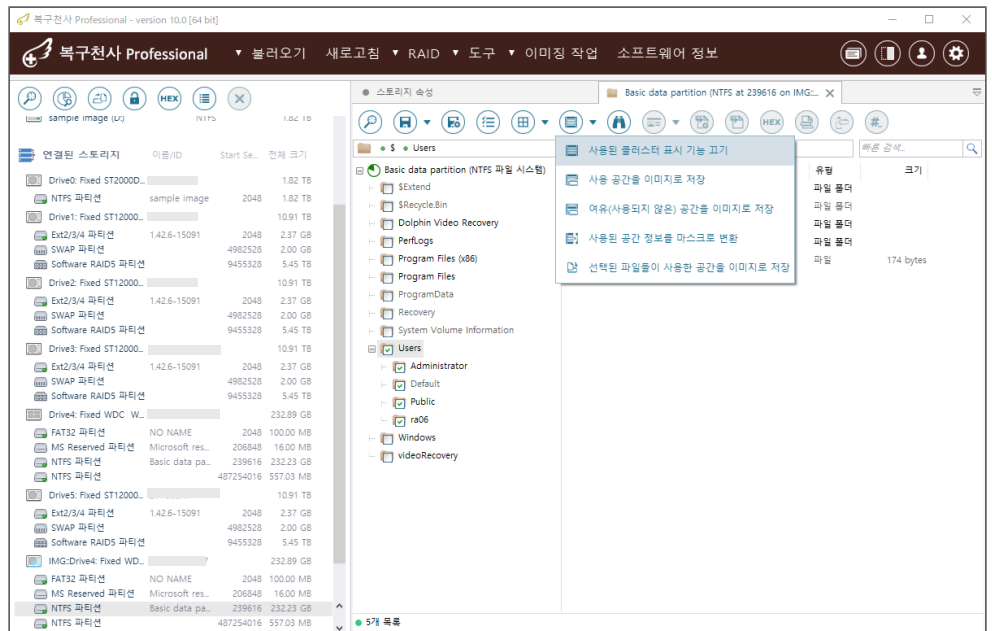 복구천사 Professional - version 10.0 [64 bit]
복구천사 Professional ▼ 불러오기 새로고침 ▼ RAID ▼ 도구 ▼ 이미징 작업 소프트웨어 정보
HEX
sample image (D:) NTFS 1.82 TB
연결된 스토리지 이름/ID Start Se... 전체 크기
Drive0: Fixed ST2000D... 1.82 TB
NTFS 파티션 sample image 2048 1.82 TB
Drive1: Fixed ST12000... 10.91 TB
Ext2/3/4 파티션 1.42.6-15091 2048 2.37 GB
SWAP 파티션 4982528 2.00 GB
Software RAID5 파티션 9455328 5.45 TB
Drive2: Fixed ST12000... 10.91 TB
Ext2/3/4 파티션 1.42.6-15091 2048 2.37 GB
SWAP 파티션 4982528 2.00 GB
Software RAID5 파티션 9455328 5.45 TB
Drive3: Fixed ST12000... 10.91 TB
Ext2/3/4 파티션 1.42.6-15091 2048 2.37 GB
SWAP 파티션 4982528 2.00 GB
Software RAID5 파티션 9455328 5.45 TB
Drive4: Fixed WDC W... 232.89 GB
FAT32 파티션 NO NAME 2048 100.00 MB
MS Reserved 파티션 Microsoft res... 206848 16.00 MB
NTFS 파티션 Basic data pa... 239616 232.23 GB
NTFS 파티션 487254016 557.03 MB
Drive5: Fixed ST12000... 10.91 TB
Ext2/3/4 파티션 1.42.6-15091 2048 2.37 GB
SWAP 파티션 4982528 2.00 GB
Software RAID5 파티션 9455328 5.45 TB
IMG::Drive4: Fixed WD... 232.89 GB
FAT32 파티션 NO NAME 2048 100.00 MB
MS Reserved 파티션 Microsoft res... 206848 16.00 MB
NTFS 파티션 Basic data pa... 239616 232.23 GB
NTFS 파티션 487254016 557.03 MB
● 스토리지 속성
Basic data partition (NTFS at 239616 on IMG:... X
HEX
#..
● $ ● Users
빠른 검색...
Basic data partition (NTFS 파일 시스템)
$Extend
$Recycle.Bin
Dolphin Video Recovery
PerfLogs
Program Files (x86)
Program Files
ProgramData
Recovery
System Volume Information
Users
Administrator
Default
Public
ra06
Windows
videoRecovery
사용된 클러스터 표시 기능 끄기
사용 공간을 이미지로 저장
여유(사용되지 않은) 공간을 이미지로 저장
사용된 공간 정보를 마스크로 변환
선택된 파일들이 사용한 공간을 이미지로 저장
유형 크기
파일 폴더
파일 폴더
파일 폴더
파일 폴더
파일 174 bytes
● 5개 목록